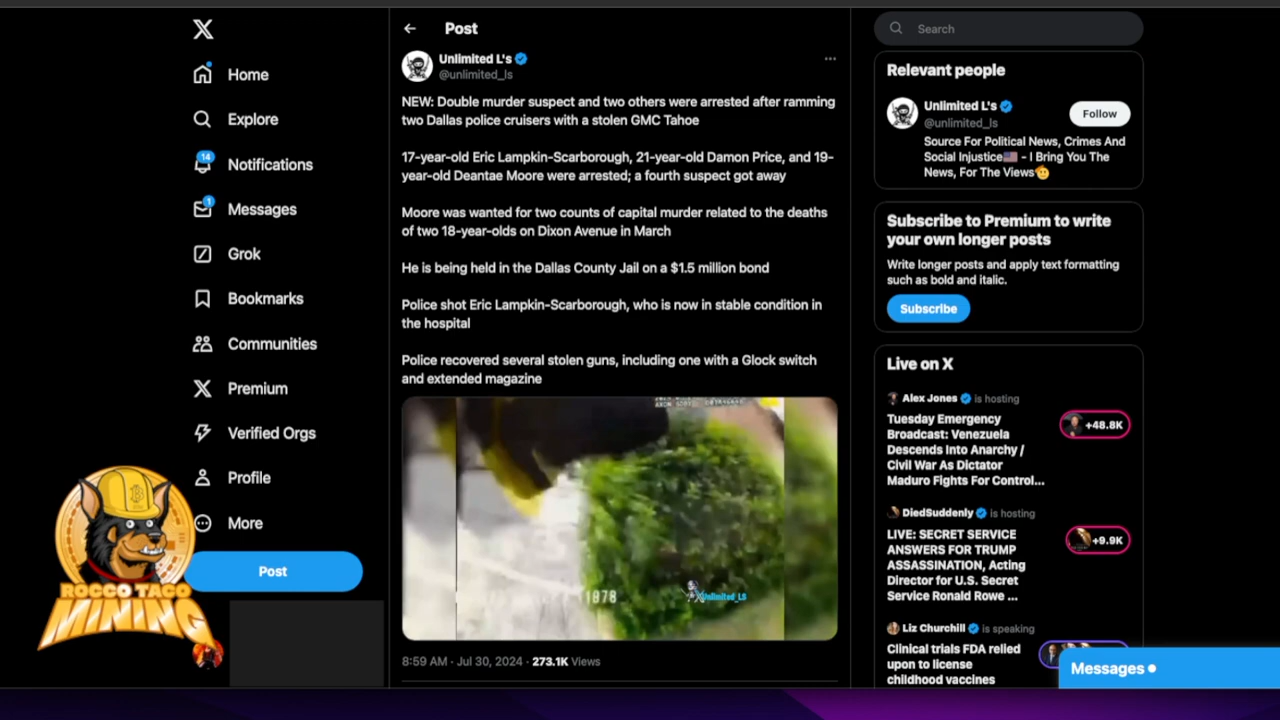 Home
Explore
14
Notifications
1
Messages
Grok
Bookmarks
Communities
Premium
Verified Orgs
Profile
More
Post
ROCCO TACO
MINING
Post
Unlimited L's
@unlimited_ls
NEW: Double murder suspect and two others were arrested after ramming
two Dallas police cruisers with a stolen GMC Tahoe
17-year-old Eric Lampkin-Scarborough, 21-year-old Damon Price, and 19-
year-old Deantae Moore were arrested; a fourth suspect got away
Moore was wanted for two counts of capital murder related to the deaths
of two 18-year-olds on Dixon Avenue in March
He is being held in the Dallas County Jail on a $1.5 million bond
Police shot Eric Lampkin-Scarborough, who is now in stable condition in
the hospital
Police recovered several stolen guns, including one with a Glock switch
and extended magazine
1978
Unlimited_LS
8:59 AM · Jul 30, 2024 · 273.1K Views
Search
Relevant people
Unlimited L's
@unlimited_ls
Follow
Source For Political News, Crimes And
Social Injustice🇺🇸 - I Bring You The
News, For The Views🫡
Subscribe to Premium to write
your own longer posts
Write longer posts and apply text formatting
such as bold and italic.
Subscribe
Live on X
Alex Jones is hosting
Tuesday Emergency
Broadcast: Venezuela
Descends Into Anarchy /
Civil War As Dictator
Maduro Fights For Control...
+48.8K
DiedSuddenly is hosting
LIVE: SECRET SERVICE
ANSWERS FOR TRUMP
ASSASSINATION, Acting
Director for U.S. Secret
Service Ronald Rowe ...
+9.9K
Liz Churchill is speaking
Clinical trials FDA relied
upon to license
childhood vaccines
Messages